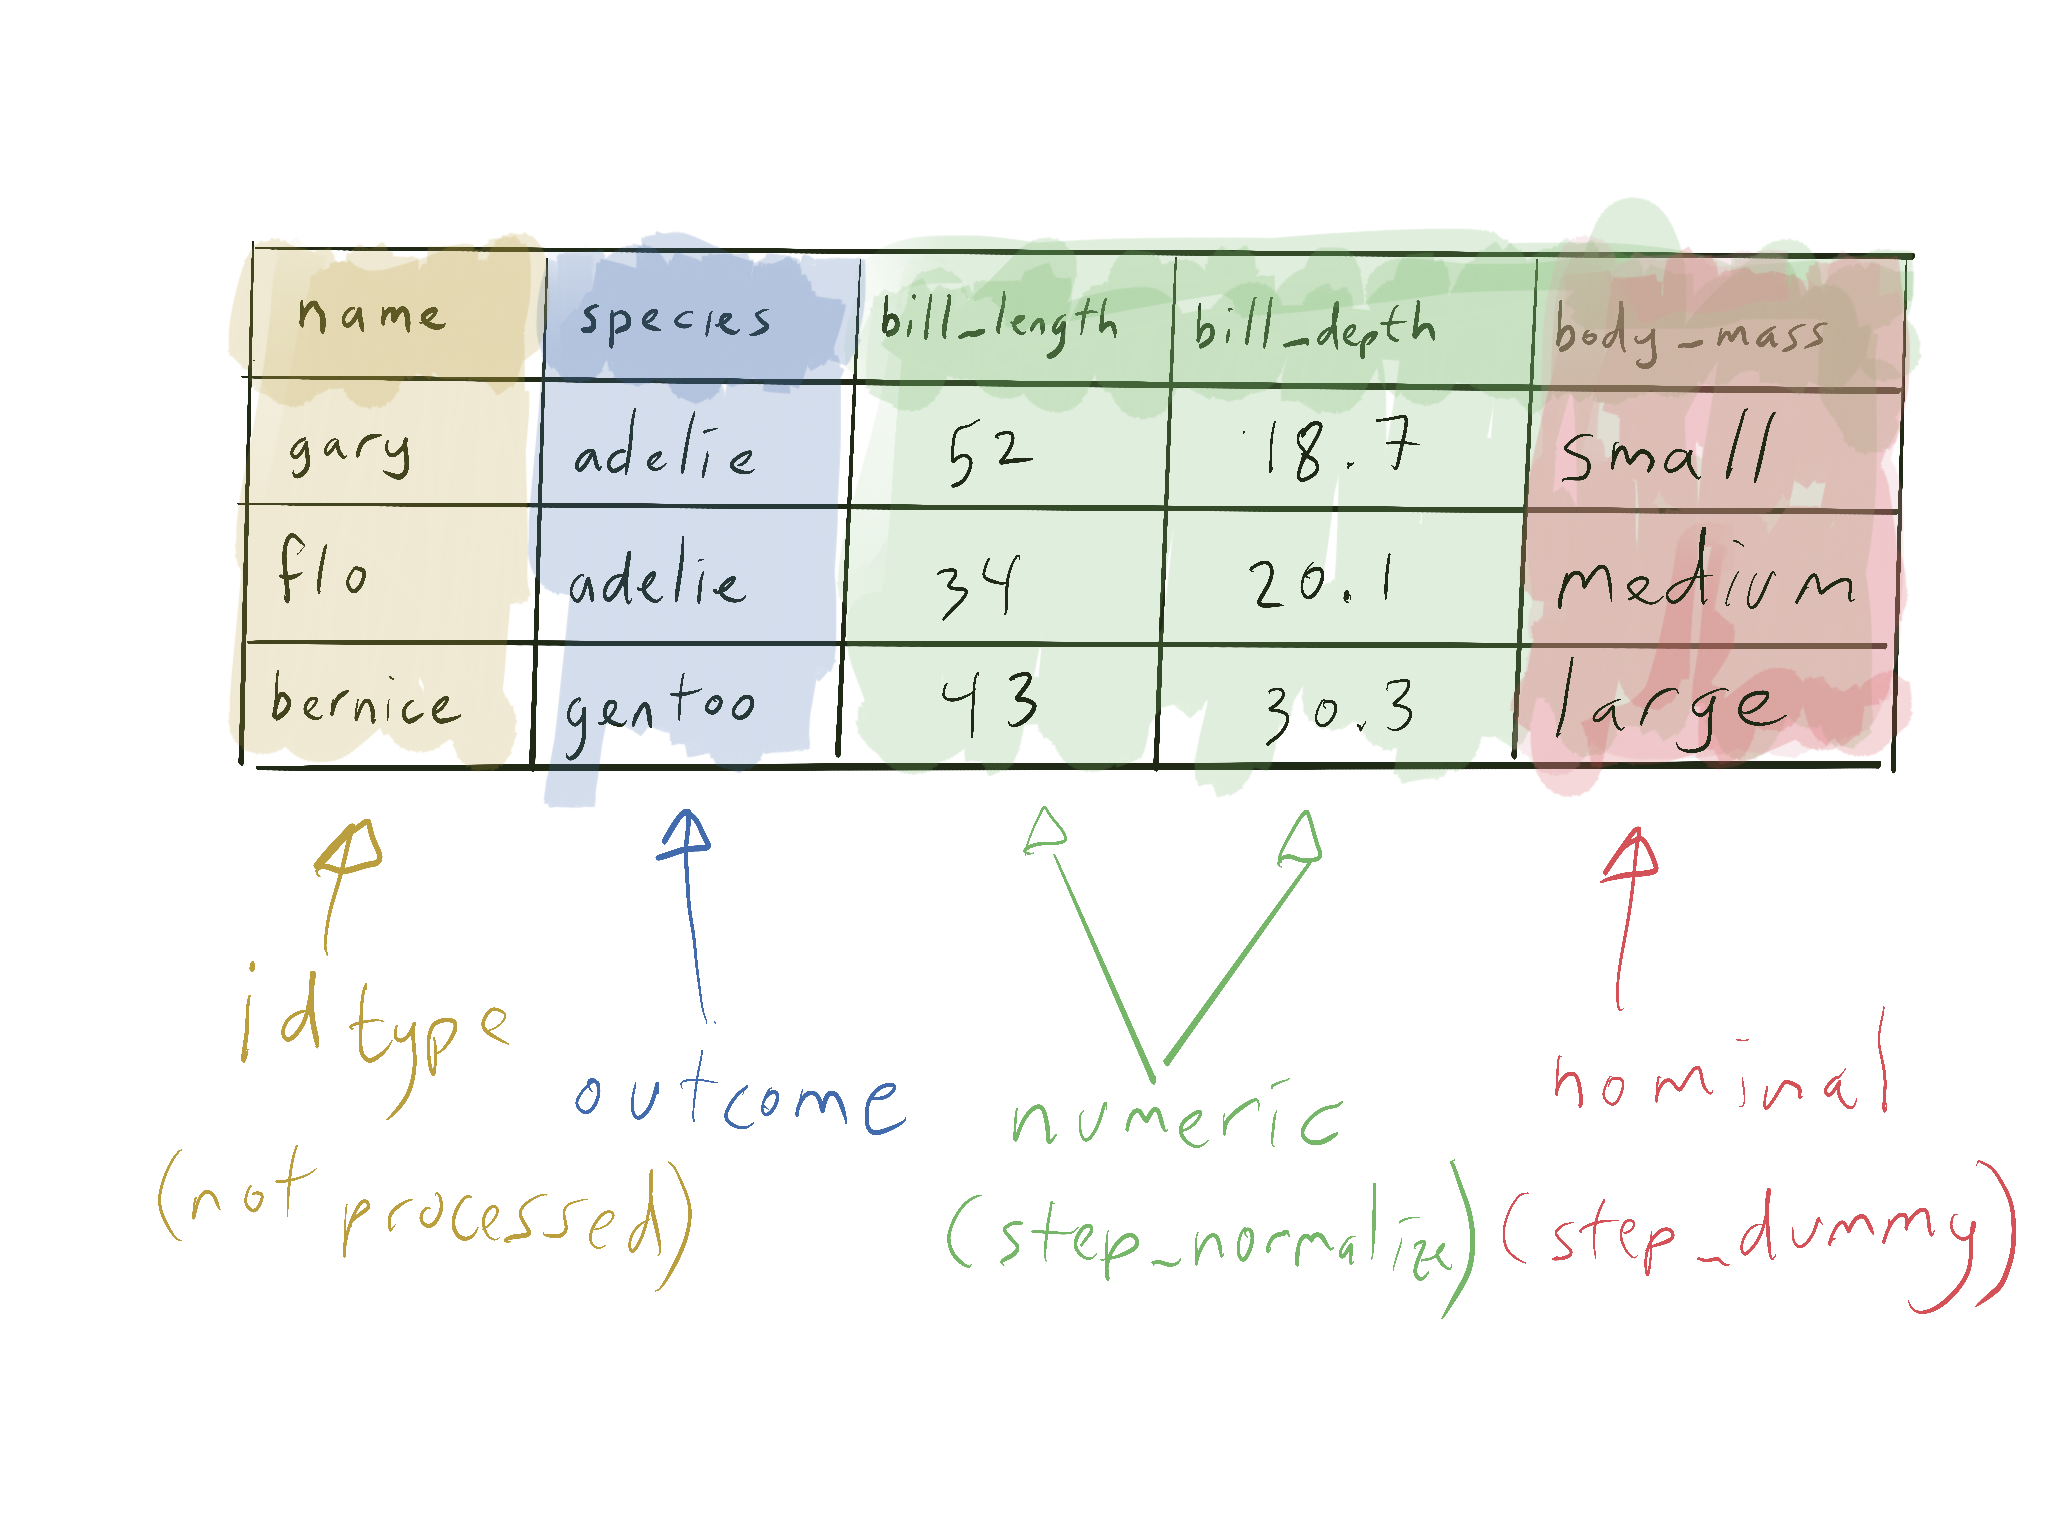 name species bill_length bill_depth body_mass
gary adelie 52 18.7 small
flo adelie 34 20.1 medium
bernice gentoo 43 30.3 large
id type outcome numeric nominal
(not processed) (step_normalize) (step_dummy)